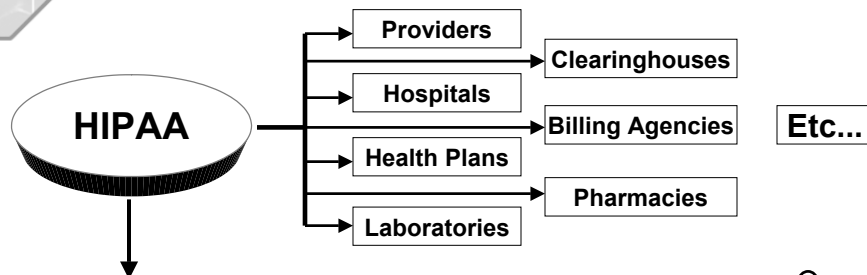 Providers
Clearinghouses
Hospitals
HIPAA
Billing Agencies
Etc...
Health Plans
Pharmacies
Laboratories